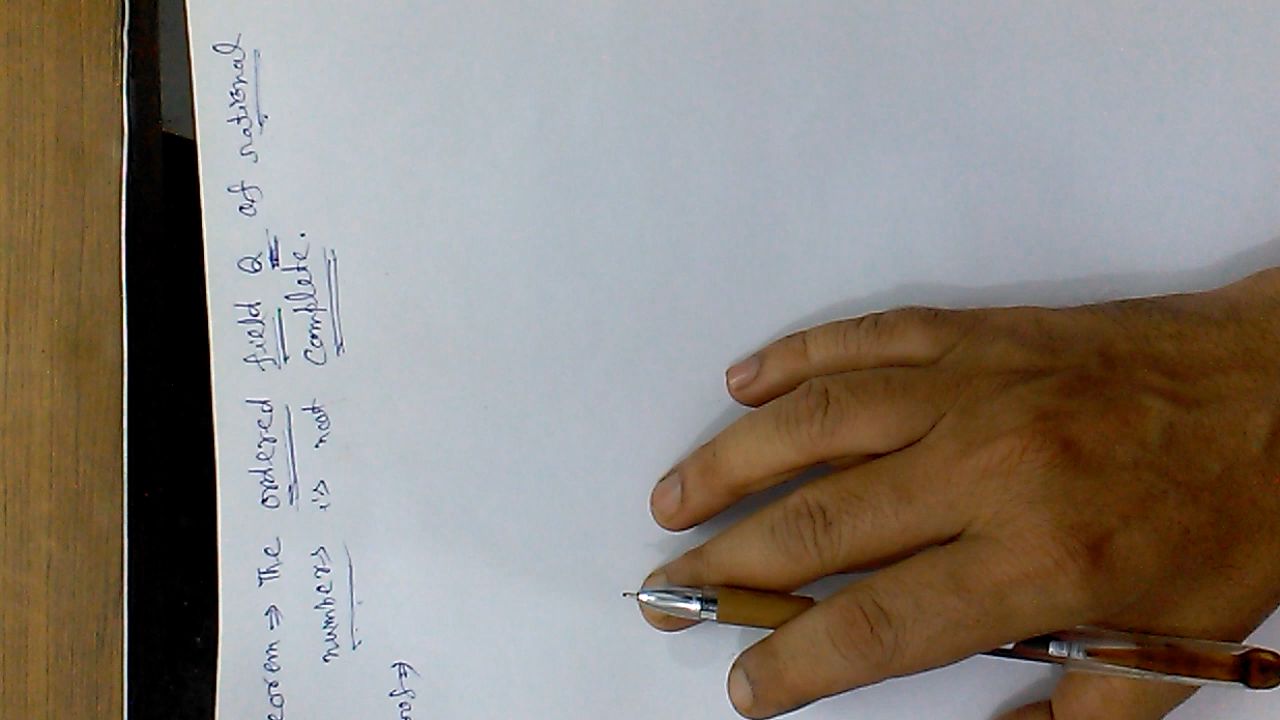 eorem ⇒ The ordered field Q of rational
numbers is not complete.
oof ⇒